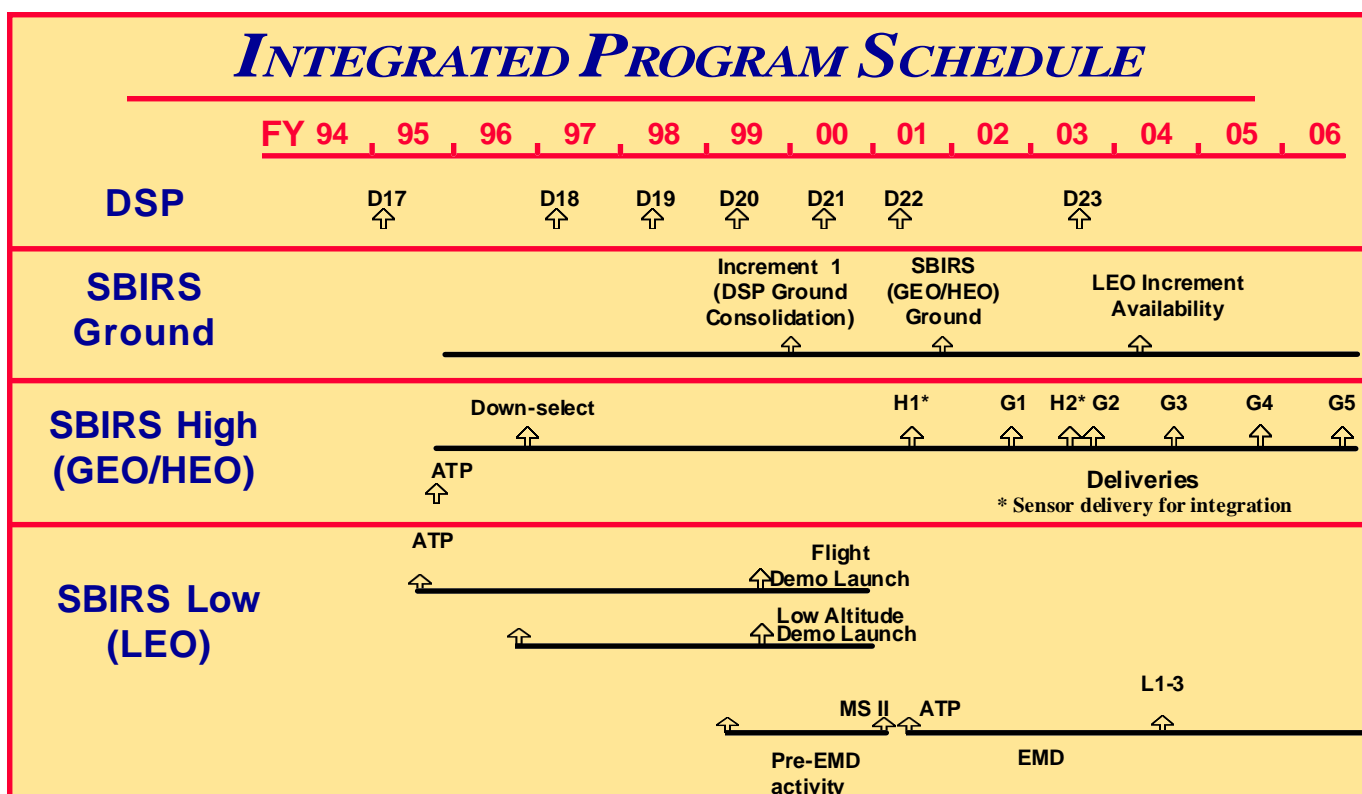 INTEGRATED PROGRAM SCHEDULE
FY 94 95 96 97 98 99 00 01 02 03 04 05 06
DSP
D17 D18 D19 D20 D21 D22 D23
SBIRS
Ground
Increment 1
(DSP Ground
Consolidation)
SBIRS
(GEO/HEO)
Ground
LEO Increment
Availability
SBIRS High
(GEO/HEO)
Down-select
H1* G1 H2* G2 G3 G4 G5
ATP
Deliveries
* Sensor delivery for integration
SBIRS Low
(LEO)
ATP
Flight
Demo Launch
Low Altitude
Demo Launch
L1-3
MS II ATP
Pre-EMD
activity
EMD